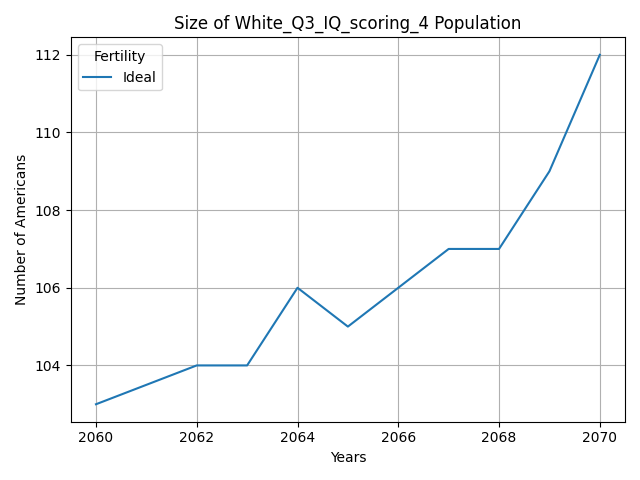 Size of White_Q3_IQ_scoring_4 Population
Fertility
Ideal
Number of Americans
112
110
108
106
104
2060 2062 2064 2066 2068 2070
Years